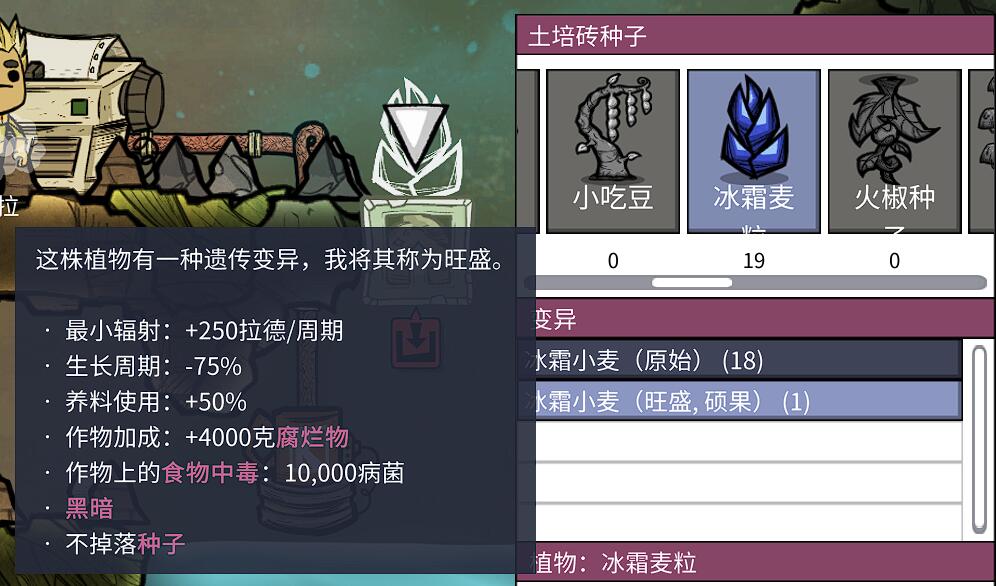 土培砖种子
小吃豆
冰霜麦
火椒种
0
19
0
拉
这株植物有一种遗传变异，我将其称为旺盛。
· 最小辐射：+250拉德/周期
· 生长周期：-75%
· 养料使用：+50%
· 作物加成：+4000克腐烂物
· 作物上的食物中毒：10,000病菌
· 黑暗
· 不掉落种子
变异
冰霜小麦（原始） (18)
冰霜小麦（旺盛, 硕果） (1)
植物：冰霜麦粒